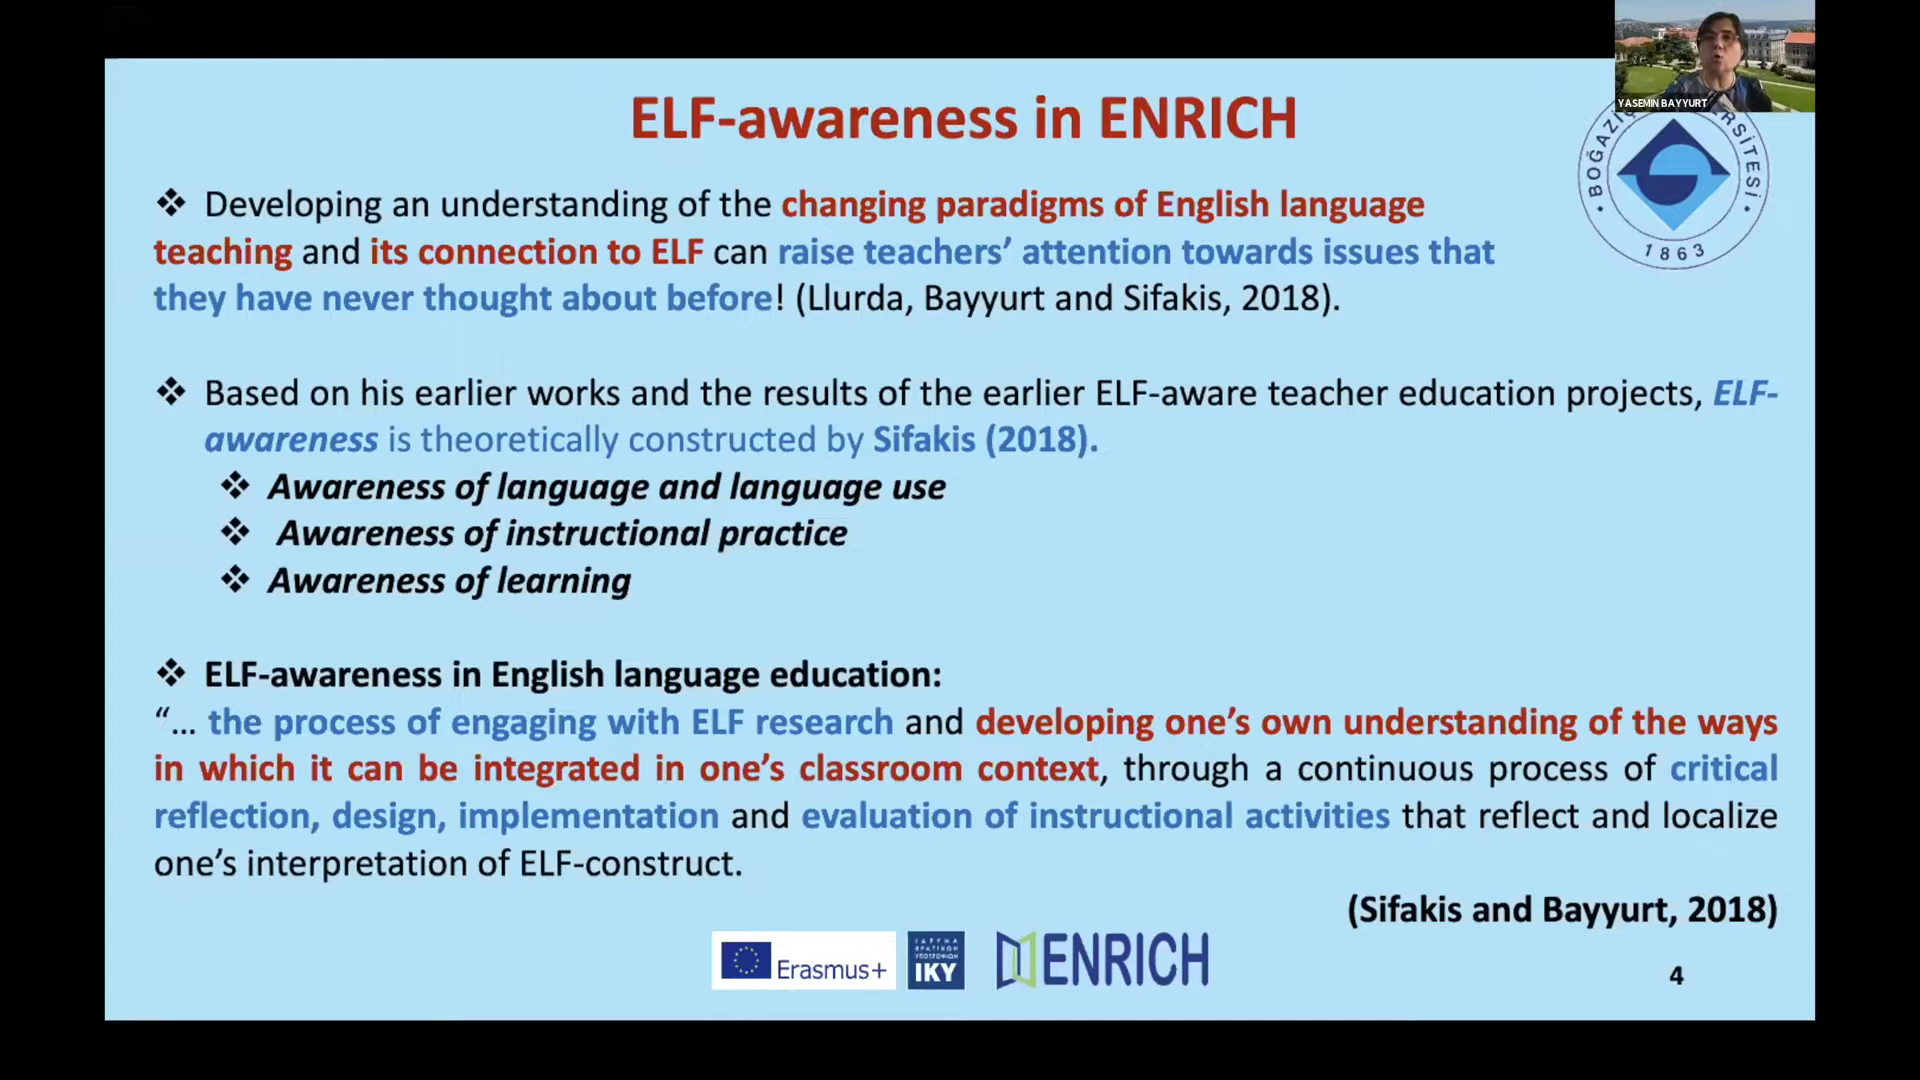 YASEMIN BAYYURT
ELF-awareness in ENRICH
❖ Developing an understanding of the changing paradigms of English language
teaching and its connection to ELF can raise teachers’ attention towards issues that
they have never thought about before! (Llurda, Bayyurt and Sifakis, 2018).
1863
❖ Based on his earlier works and the results of the earlier ELF-aware teacher education projects, ELF-
awareness is theoretically constructed by Sifakis (2018).
❖ Awareness of language and language use
❖ Awareness of instructional practice
❖ Awareness of learning
❖ ELF-awareness in English language education:
“... the process of engaging with ELF research and developing one’s own understanding of the ways
in which it can be integrated in one’s classroom context, through a continuous process of critical
reflection, design, implementation and evaluation of instructional activities that reflect and localize
one’s interpretation of ELF-construct.
(Sifakis and Bayyurt, 2018)
Erasmus+
ΙΔΡΥΜΑ
ΚΡΑΤΙΚΩΝ
ΥΠΟΤΡΟΦΙΩΝ
IKY
ENRICH
4